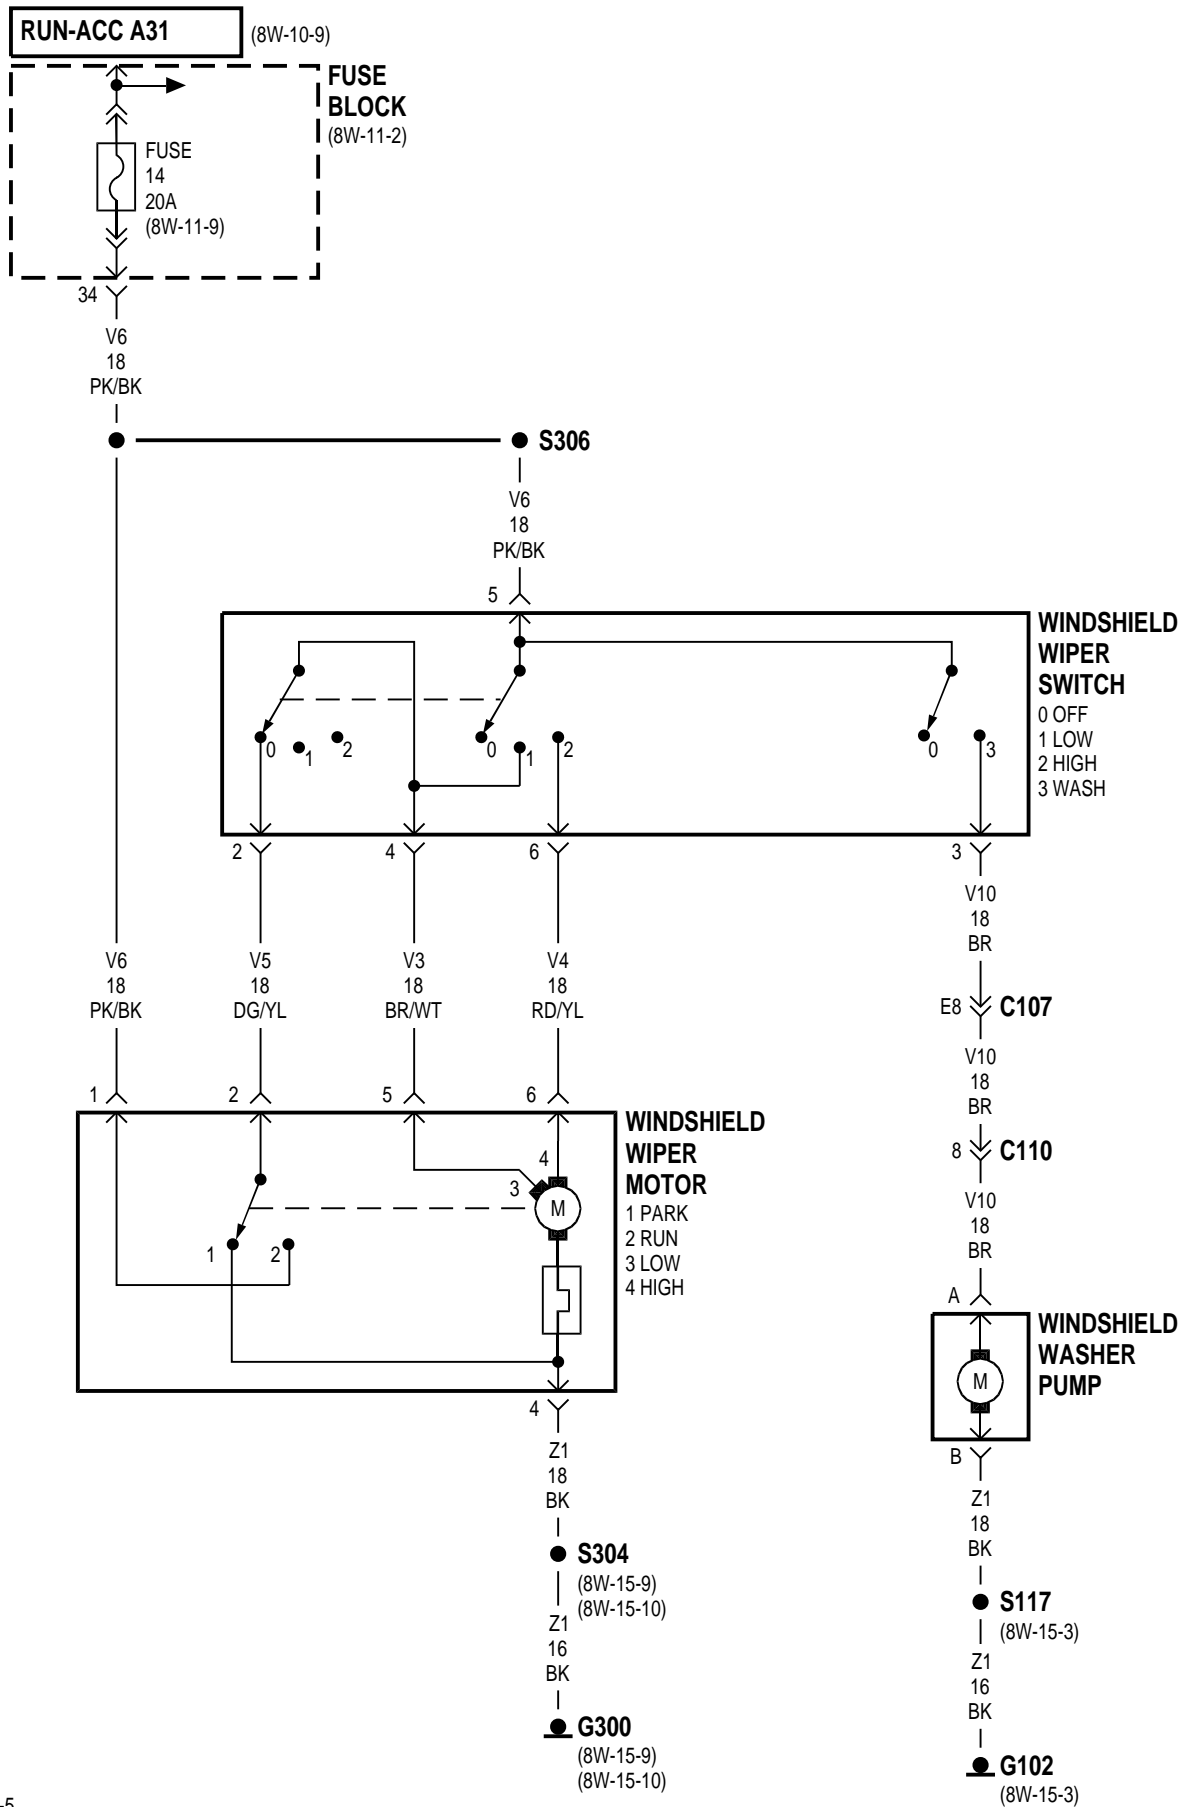 RUN-ACC A31
(8W-10-9)
FUSE
BLOCK
(8W-11-2)
FUSE
14
20A
(8W-11-9)
34
V6
18
PK/BK
S306
V6
18
PK/BK
5
WINDSHIELD
WIPER
SWITCH
0 OFF
1 LOW
2 HIGH
3 WASH
0
1
2
0
1
2
0
3
2
4
6
3
V10
18
BR
V6
18
PK/BK
V5
18
DG/YL
V3
18
BR/WT
V4
18
RD/YL
E8
C107
V10
18
BR
1
2
5
6
WINDSHIELD
WIPER
MOTOR
1 PARK
2 RUN
3 LOW
4 HIGH
4
3
M
1
2
8
C110
V10
18
BR
A
WINDSHIELD
WASHER
PUMP
M
B
4
Z1
18
BK
S304
(8W-15-9)
(8W-15-10)
Z1
16
BK
G300
(8W-15-9)
(8W-15-10)
Z1
18
BK
S117
(8W-15-3)
Z1
16
BK
G102
(8W-15-3)